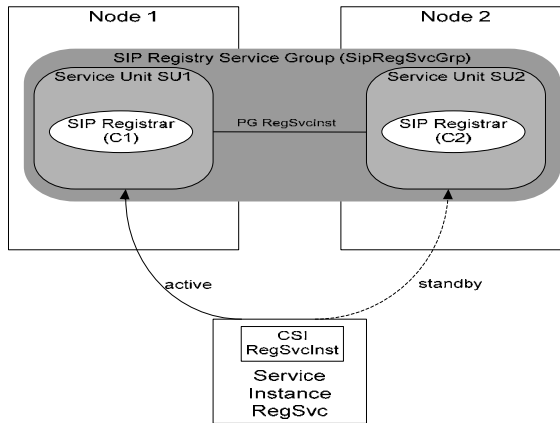 Node 1
Node 2
SIP Registry Service Group (SipRegSvcGrp)
Service Unit SU1
Service Unit SU2
SIP Registrar
(C1)
PG RegSvcInst
SIP Registrar
(C2)
active
standby
CSI
RegSvcInst
Service
Instance
RegSvc